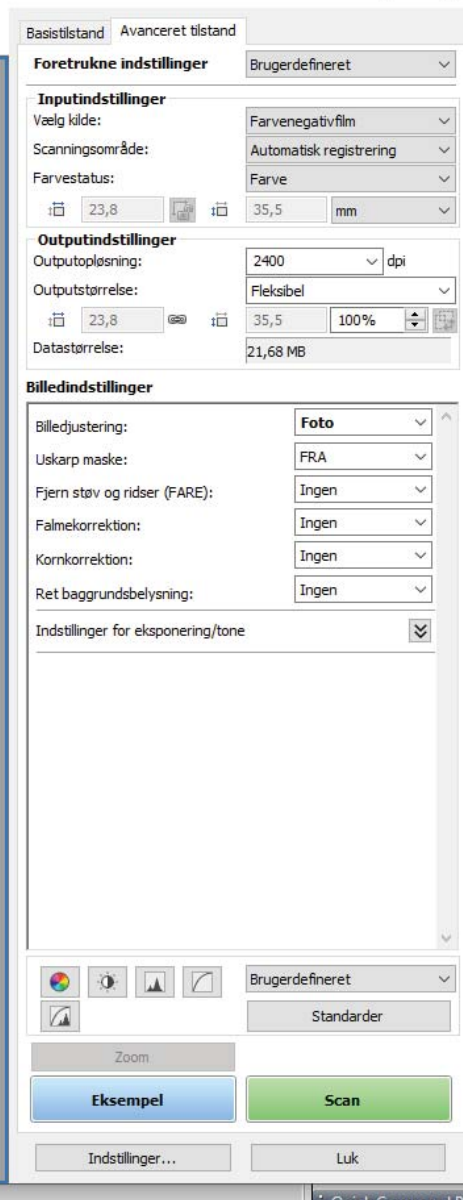 Basistilstand Avanceret tilstand
Foretrukne indstillinger Brugerdefineret
Inputindstillinger
Vælg kilde: Farvenegativfilm
Scanningsområde: Automatisk registrering
Farvestatus: Farve
23,8 35,5 mm
Outputindstillinger
Outputopløsning: 2400 dpi
Outputstørrelse: Fleksibel
23,8 35,5 100%
Datastørrelse: 21,68 MB
Billedindstillinger
Billedjustering: Foto
Uskarp maske: FRA
Fjern støv og ridser (FARE): Ingen
Falmekorrektion: Ingen
Kornkorrektion: Ingen
Ret baggrundsbelysning: Ingen
Indstillinger for eksponering/tone
Brugerdefineret
Standarder
Zoom
Eksempel Scan
Indstillinger... Luk